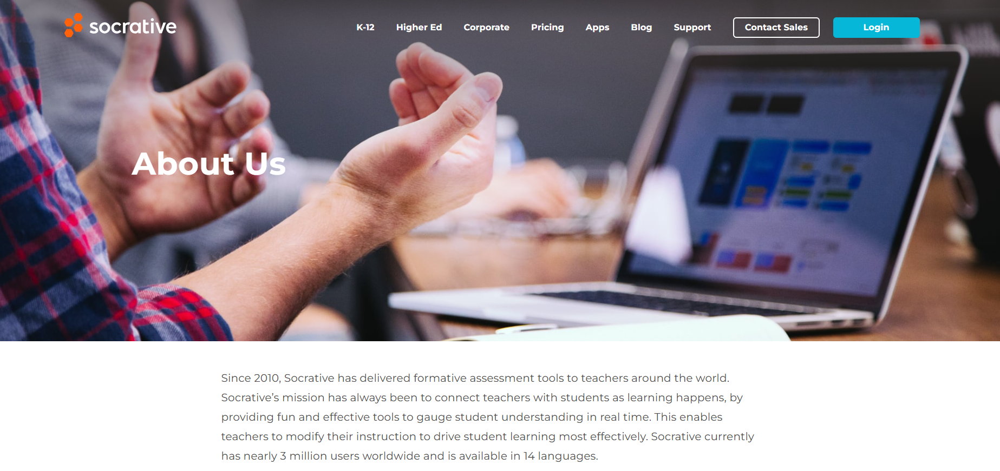 socrative
K-12 Higher Ed Corporate Pricing Apps Blog Support Contact Sales Login
About Us
Since 2010, Socrative has delivered formative assessment tools to teachers around the world.
Socrative’s mission has always been to connect teachers with students as learning happens, by
providing fun and effective tools to gauge student understanding in real time. This enables
teachers to modify their instruction to drive student learning most effectively. Socrative currently
has nearly 3 million users worldwide and is available in 14 languages.